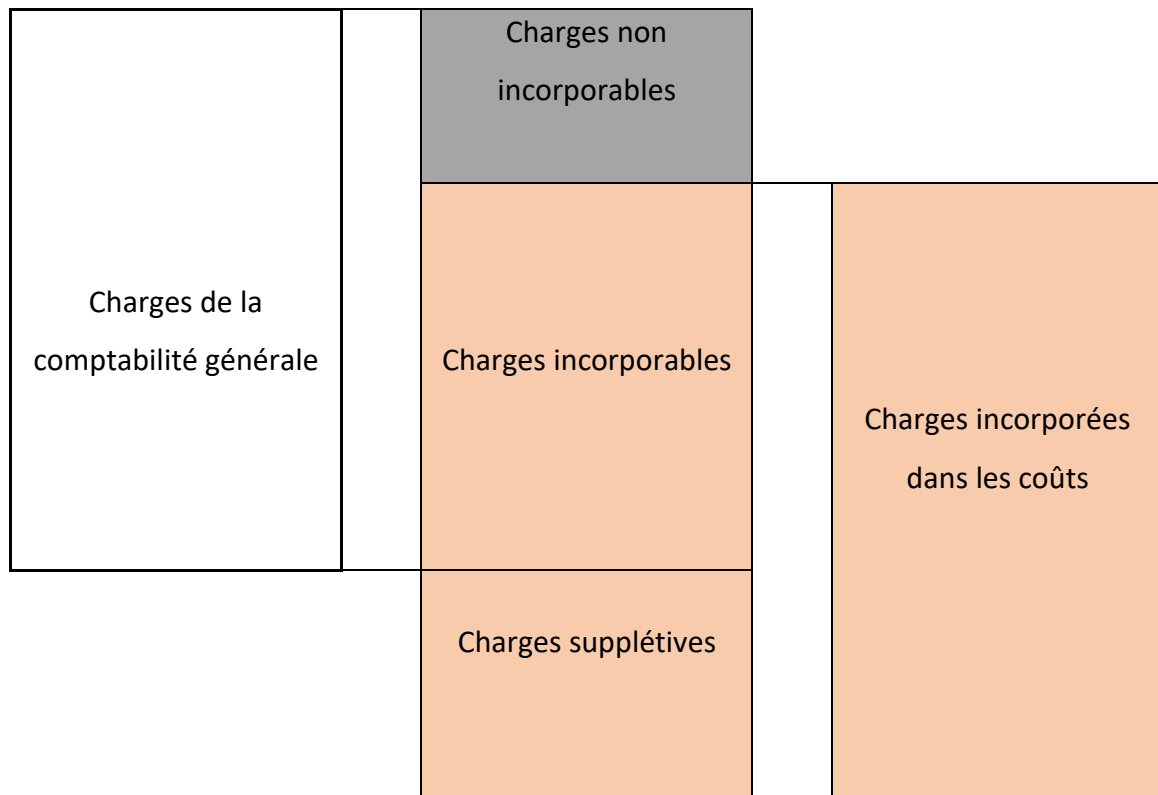 Charges non
incorporables
Charges de la
comptabilité générale
Charges incorporables
Charges incorporées
dans les coûts
Charges supplétives